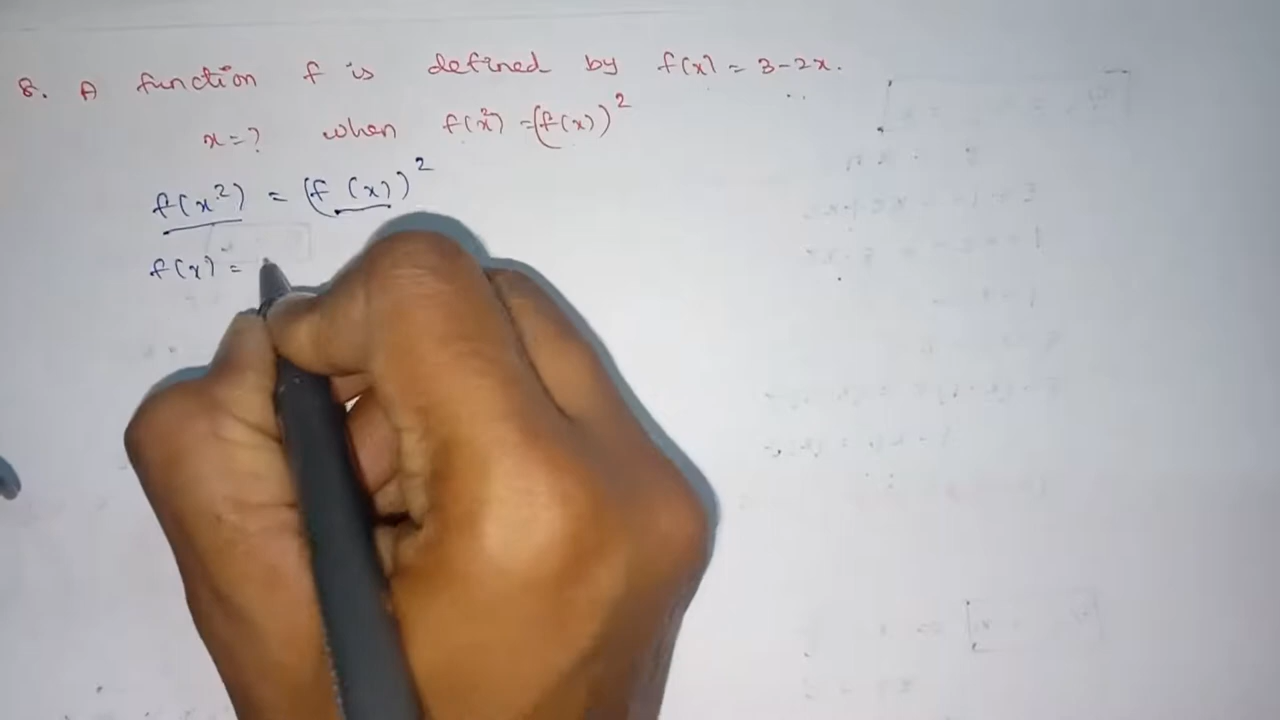 8. A function f is defined by f(x) = 3-2x.
x=? when f(x²) =(f(x))²
f(x²) = (f (x))²
f(x) =